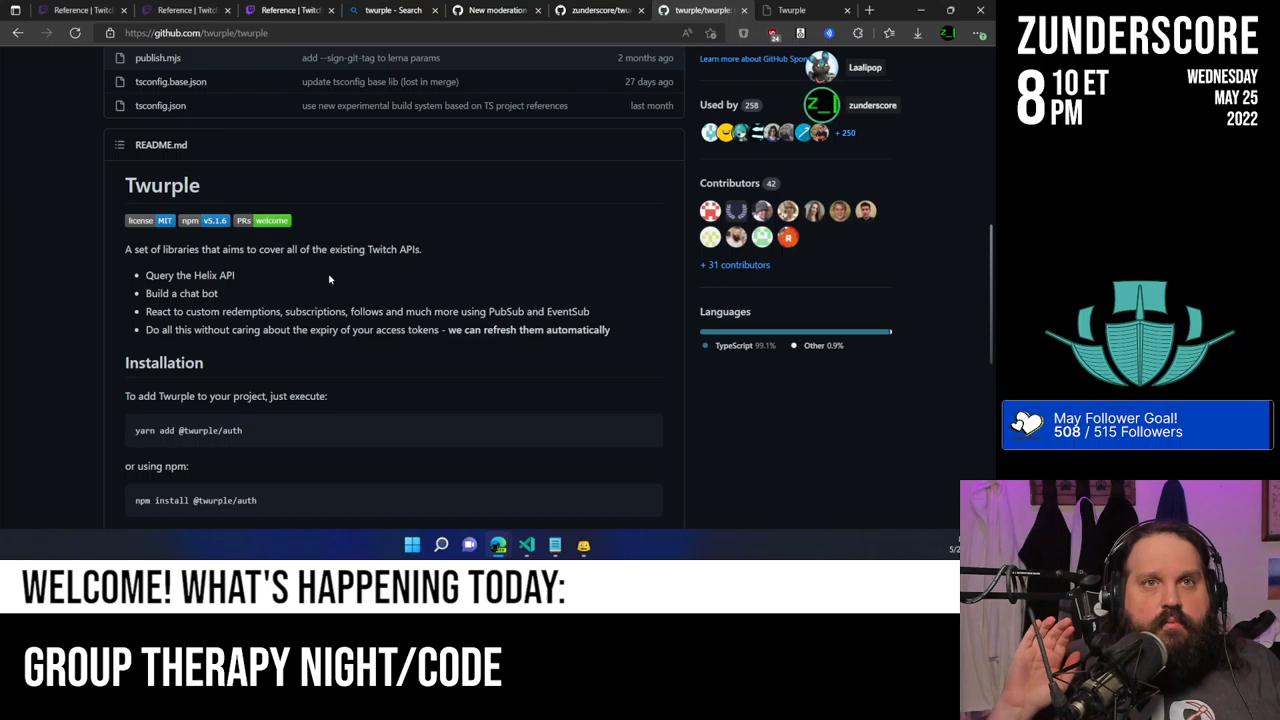 Reference | Twitch
Reference | Twitch
Reference | Twitch
twurple - Search
New moderation
zunderscore/twu
twurple/twurple:
Twurple
https://github.com/twurple/twurple
24
publish.mjs
add --sign-git-tag to lerna params
2 months ago
tsconfig.base.json
update tsconfig base lib (lost in merge)
27 days ago
tsconfig.json
use new experimental build system based on TS project references
last month
README.md
Twurple
license MIT npm v5.1.6 PRs welcome
A set of libraries that aims to cover all of the existing Twitch APIs.
• Query the Helix API
• Build a chat bot
• React to custom redemptions, subscriptions, follows and much more using PubSub and EventSub
• Do all this without caring about the expiry of your access tokens - we can refresh them automatically
Installation
To add Twurple to your project, just execute:
yarn add @twurple/auth
or using npm:
npm install @twurple/auth
Learn more about GitHub Spon
Laalipop
z_|
zunderscore
Used by 258
+ 250
Contributors 42
+ 31 contributors
Languages
TypeScript 99.1%
Other 0.9%
5/2
ZUNDERSCORE
8 10 ET
PM
WEDNESDAY
MAY 25
2022
May Follower Goal!
508 / 515 Followers
WELCOME! WHAT'S HAPPENING TODAY:
GROUP THERAPY NIGHT/CODE